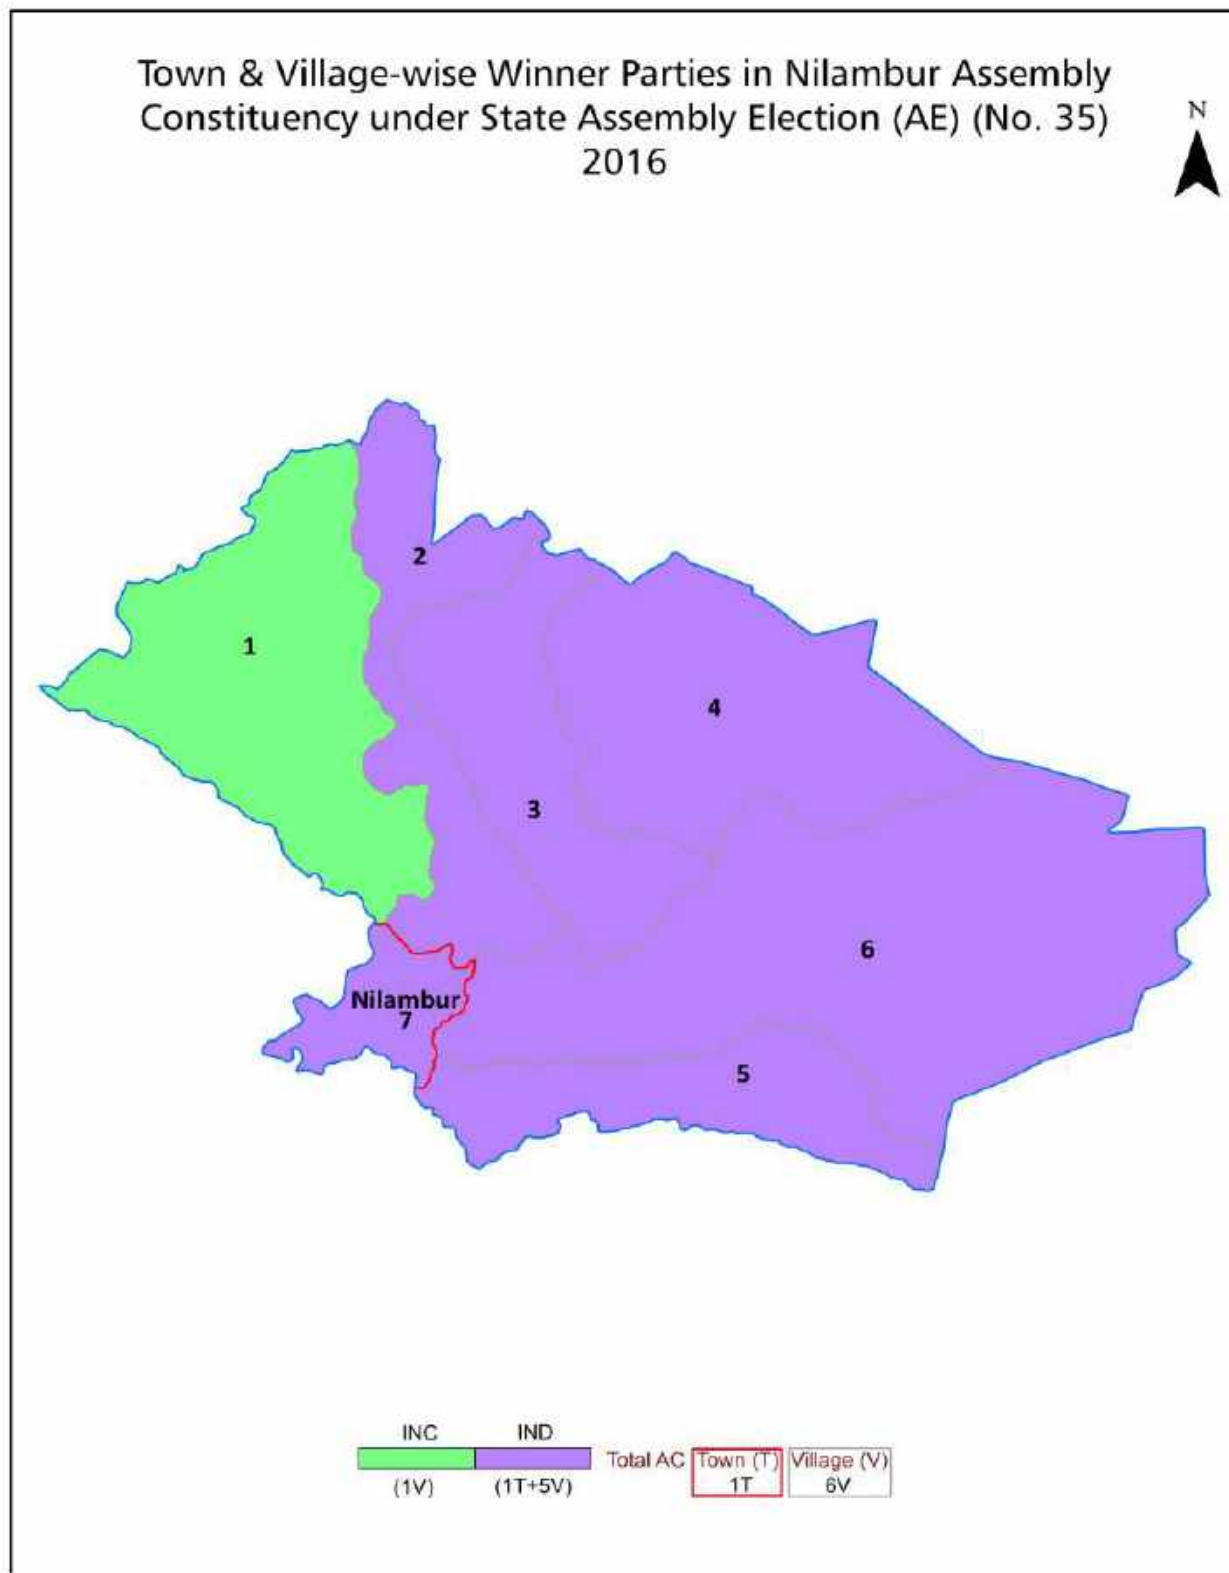 Town & Village-wise Winner Parties in Nilambur Assembly
Constituency under State Assembly Election (AE) (No. 35)
2016
N
2
1
4
3
6
Nilambur
7
5
INC IND
Total AC Town (T) Village (V)
(1V) (1T+5V) 1T 6V